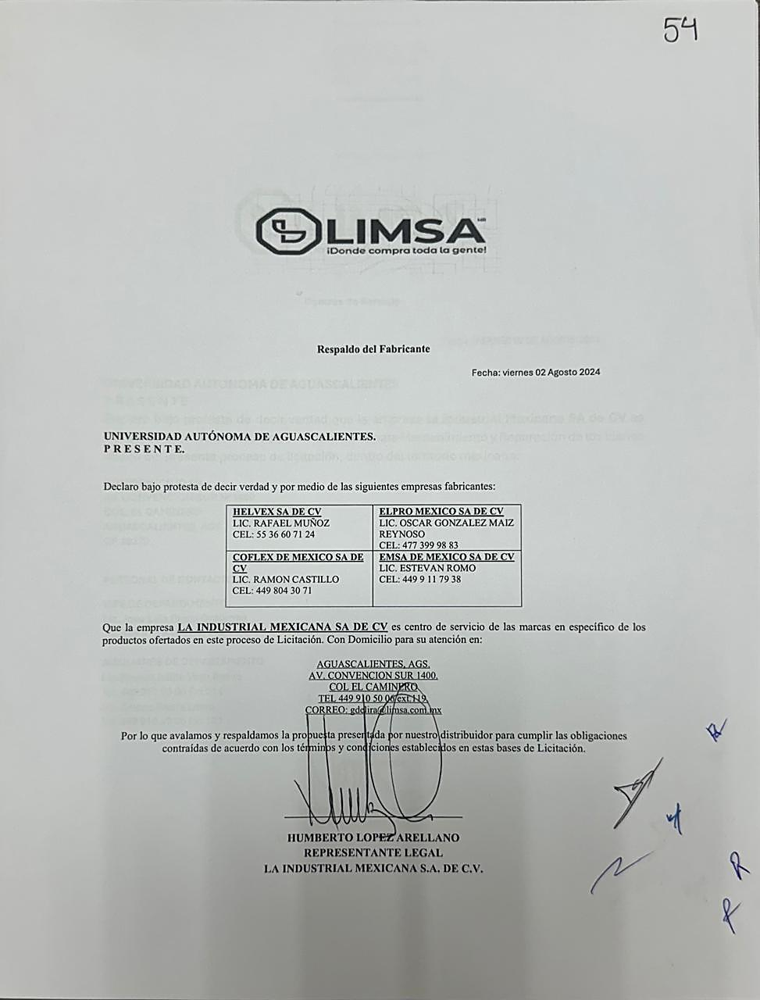 54
LIMSA MR
¡Donde compra toda la gente!
Respaldo del Fabricante
Fecha: viernes 02 Agosto 2024
UNIVERSIDAD AUTÓNOMA DE AGUASCALIENTES.
P R E S E N T E.
Declaro bajo protesta de decir verdad y por medio de las siguientes empresas fabricantes:
HELVEX SA DE CV
LIC. RAFAEL MUÑOZ
CEL: 55 36 60 71 24
ELPRO MEXICO SA DE CV
LIC. OSCAR GONZALEZ MAIZ
REYNOSO
CEL: 477 399 98 83
COFLEX DE MEXICO SA DE
CV
LIC. RAMON CASTILLO
CEL: 449 804 30 71
EMSA DE MEXICO SA DE CV
LIC. ESTEVAN ROMO
CEL: 449 9 11 79 38
Que la empresa LA INDUSTRIAL MEXICANA SA DE CV es centro de servicio de las marcas en específico de los
productos ofertados en este proceso de Licitación. Con Domicilio para su atención en:
AGUASCALIENTES, AGS.
AV. CONVENCION SUR 1400.
COL EL CAMINERO
TEL 449 910 50 06 ext.119.
CORREO: gdelira@limsa.com.mx
Por lo que avalamos y respaldamos la propuesta presentada por nuestro distribuidor para cumplir las obligaciones
contraídas de acuerdo con los términos y condiciones establecidos en estas bases de Licitación.
HUMBERTO LOPEZ ARELLANO
REPRESENTANTE LEGAL
LA INDUSTRIAL MEXICANA S.A. DE C.V.